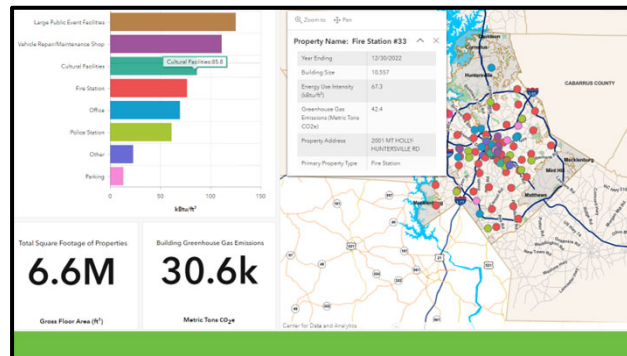 Large Public Event Facilities
Vehicle Repair/Maintenance Shop
Cultural Facilities
Cultural Facilities:85.8
Fire Station
Office
Police Station
Other
Parking
0
50
100
150
kBtu/ft²
Total Square Footage of Properties
6.6M
Gross Floor Area (ft²)
Building Greenhouse Gas Emissions
30.6k
Metric Tons CO2e
Zoom to
Pan
Property Name: Fire Station #33
Year Ending 12/30/2022
Building Size 10,557
Energy Use Intensity (kBtu/ft²) 67.3
Greenhouse Gas Emissions (Metric Tons CO2e) 42.4
Property Address 2001 MT HOLLY-HUNTERSVILLE RD
Primary Property Type Fire Station
Davidson
Cornelius
Huntersville
CABARRUS COUNTY
Mecklenburg
Mint Hill
Matthews
Center for Data and Analytics